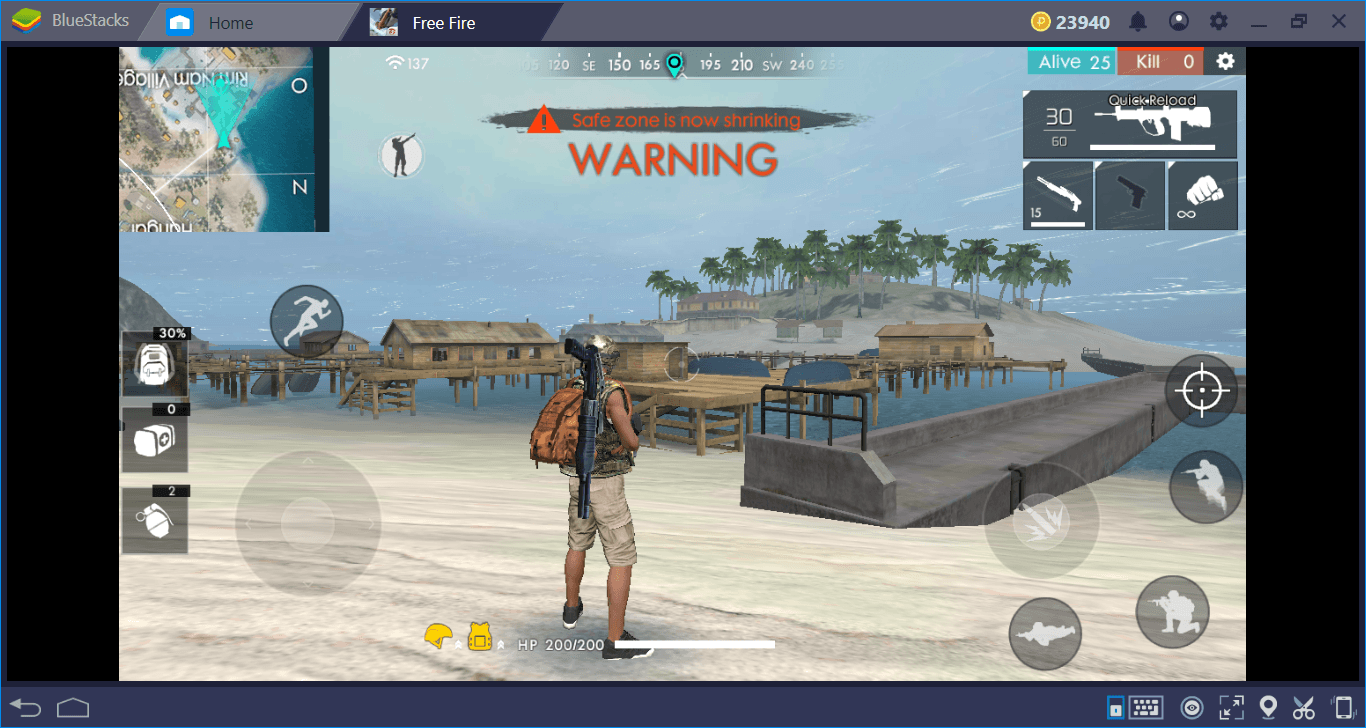 BlueStacks
Home
Free Fire
23940
Rim Nam Village
O
N
Hangar
137
120 SE 150 165 195 210 SW 240
Safe zone is now shrinking
WARNING
Alive 25
Kill 0
Quick Reload
30
60
15
∞
30%
0
2
HP 200/200